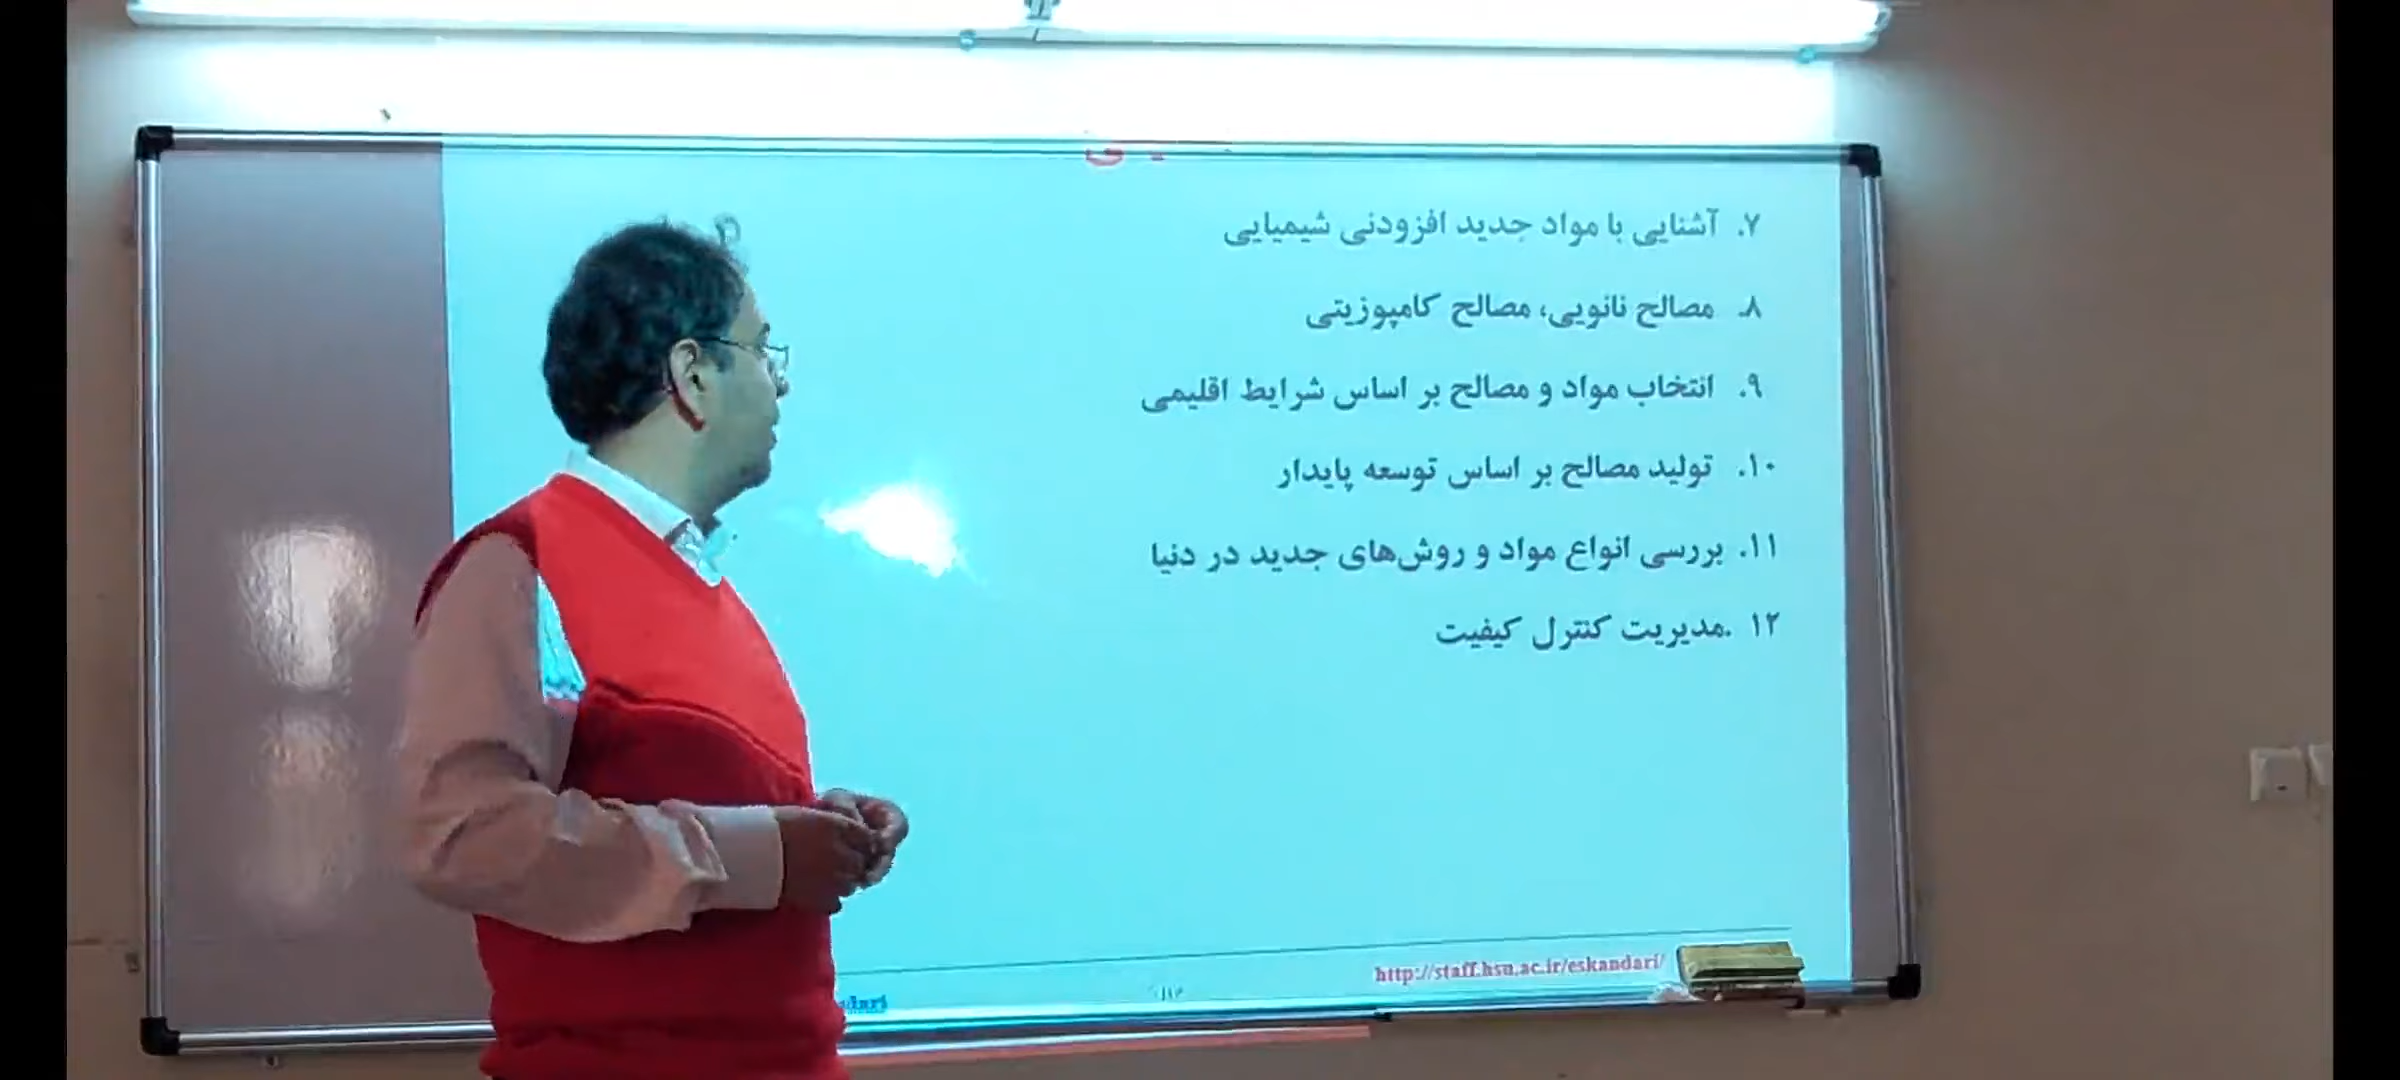 ۷. آشنایی با مواد جدید افزودنی شیمیایی
۸. مصالح نانویی، مصالح کامپوزیتی
۹. انتخاب مواد و مصالح بر اساس شرایط اقلیمی
۱۰. تولید مصالح بر اساس توسعه پایدار
۱۱. بررسی انواع مواد و روش‌های جدید در دنیا
۱۲ .مدیریت کنترل کیفیت
http://staff.hsu.ac.ir/eskandari/